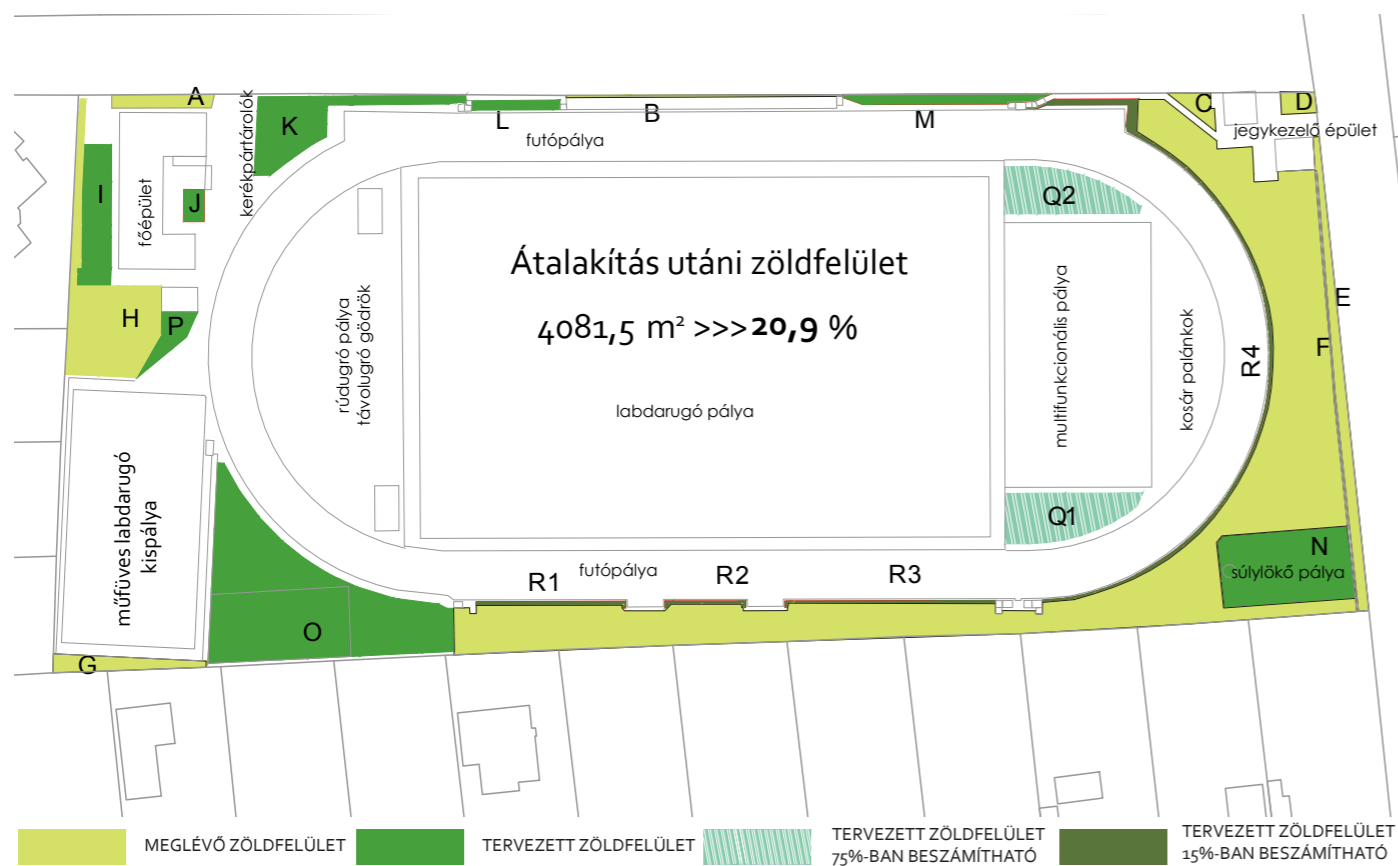 A
K
L
B
M
C
D
futópálya
jegykezelő épület
kerékpártárolók
I
J
főépület
Q2
Átalakítás utáni zöldfelület
4081,5 m² >>>20,9 %
labdarugó pálya
rúdugró pálya
távolugró gödrök
multifunkcionális pálya
kosár palánkok
R4
E
F
H
P
műfüves labdarugó
kispálya
Q1
N
súlylökő pálya
R1
futópálya
R2
R3
O
G
MEGLÉVŐ ZÖLDFELÜLET
TERVEZETT ZÖLDFELÜLET
TERVEZETT ZÖLDFELÜLET
75%-BAN BESZÁMÍTHATÓ
TERVEZETT ZÖLDFELÜLET
15%-BAN BESZÁMÍTHATÓ